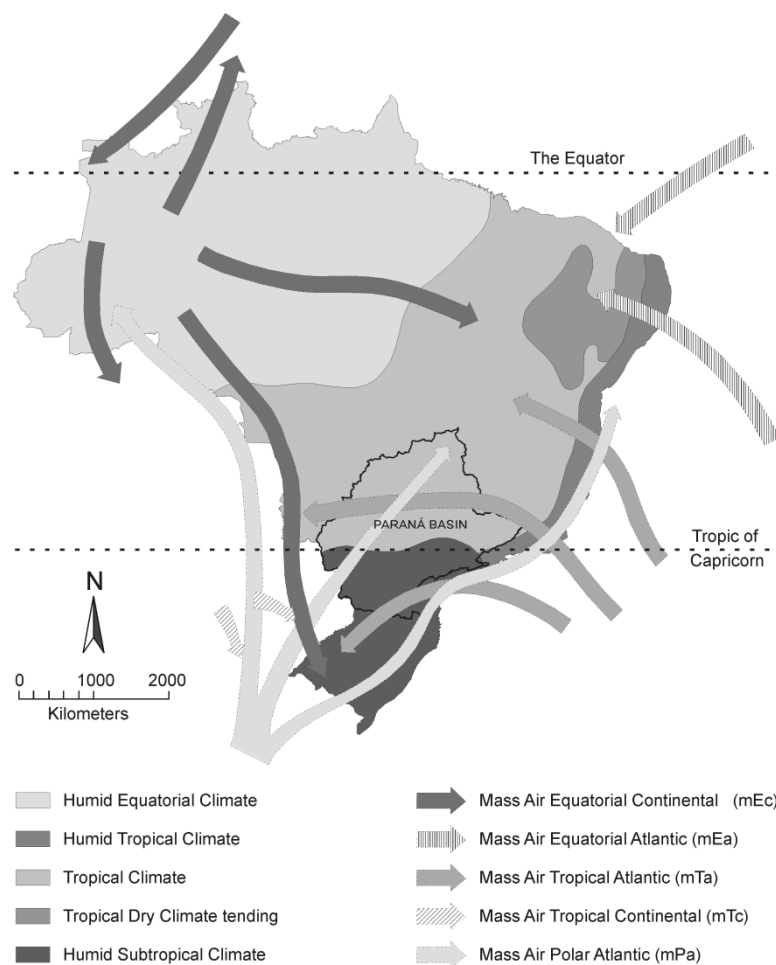 The Equator
PARANÁ BASIN
Tropic of
Capricorn
N
0 1000 2000
Kilometers
Humid Equatorial Climate
Humid Tropical Climate
Tropical Climate
Tropical Dry Climate tending
Humid Subtropical Climate
Mass Air Equatorial Continental (mEc)
Mass Air Equatorial Atlantic (mEa)
Mass Air Tropical Atlantic (mTa)
Mass Air Tropical Continental (mTc)
Mass Air Polar Atlantic (mPa)